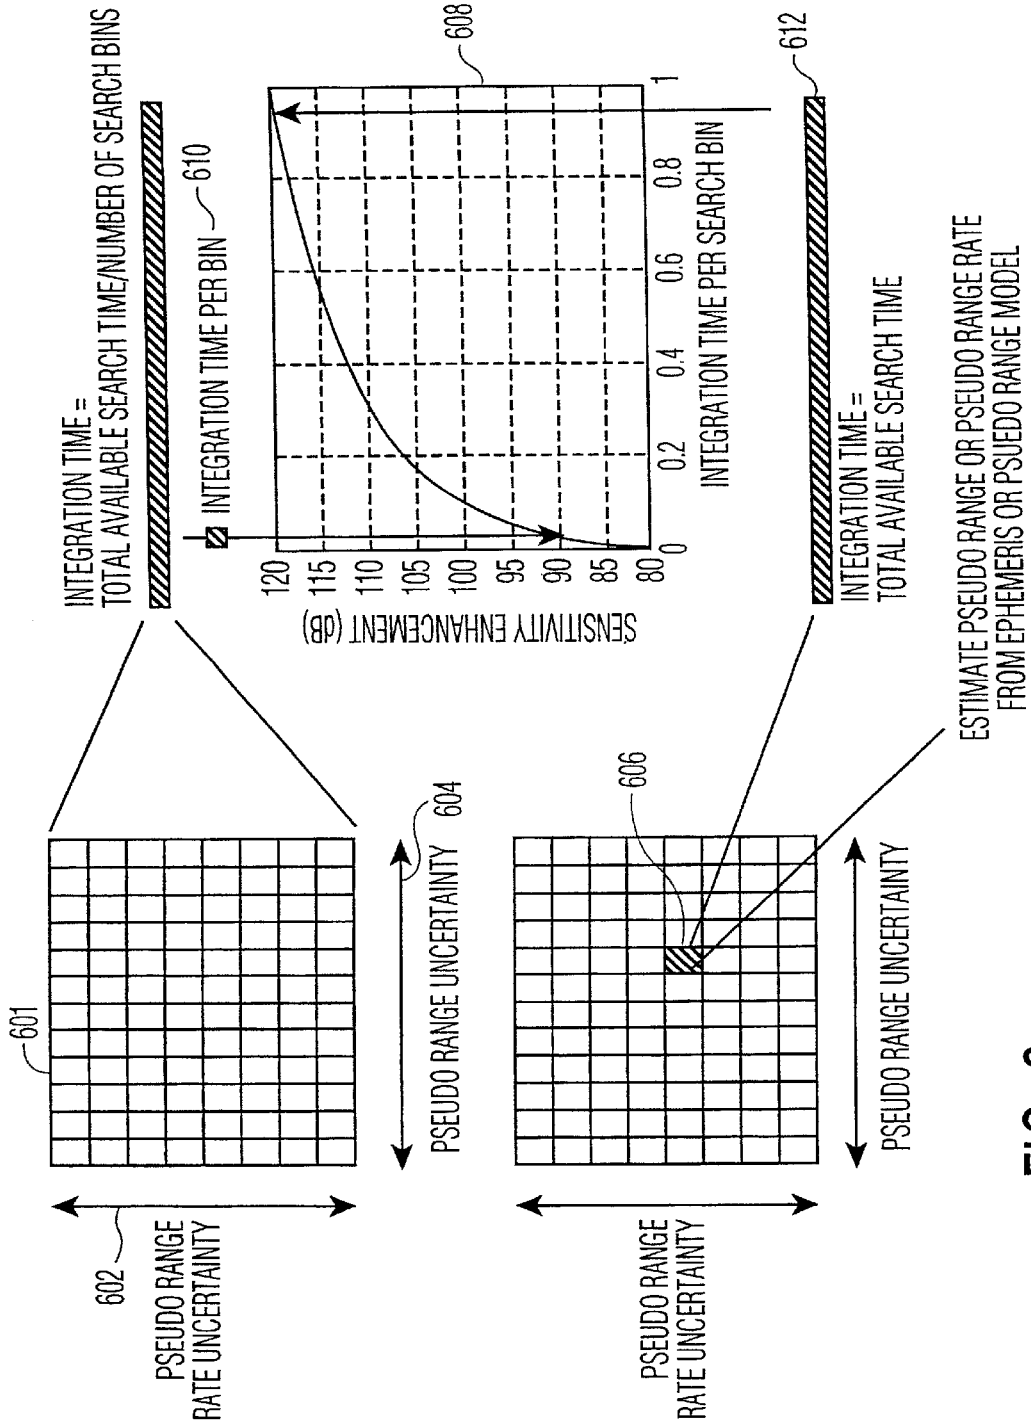 601
602
PSEUDO RANGE
RATE UNCERTAINTY
604
PSEUDO RANGE UNCERTAINTY
INTEGRATION TIME =
TOTAL AVAILABLE SEARCH TIME/NUMBER OF SEARCH BINS
INTEGRATION TIME PER BIN
610
SENSITIVITY ENHANCEMENT (dB)
120
115
110
105
100
95
90
85
80
0
0.2
0.4
0.6
0.8
1
608
INTEGRATION TIME PER SEARCH BIN
PSEUDO RANGE
RATE UNCERTAINTY
606
612
PSEUDO RANGE UNCERTAINTY
INTEGRATION TIME =
TOTAL AVAILABLE SEARCH TIME
ESTIMATE PSEUDO RANGE OR PSEUDO RANGE RATE
FROM EPHEMERIS OR PSUEDO RANGE MODEL